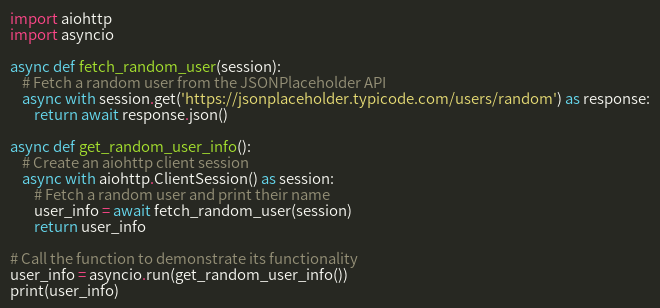 import aiohttp
import asyncio

async def fetch_random_user(session):
    # Fetch a random user from the JSONPlaceholder API
    async with session.get('https://jsonplaceholder.typicode.com/users/random') as response:
        return await response.json()

async def get_random_user_info():
    # Create an aiohttp client session
    async with aiohttp.ClientSession() as session:
        # Fetch a random user and print their name
        user_info = await fetch_random_user(session)
        return user_info

# Call the function to demonstrate its functionality
user_info = asyncio.run(get_random_user_info())
print(user_info)